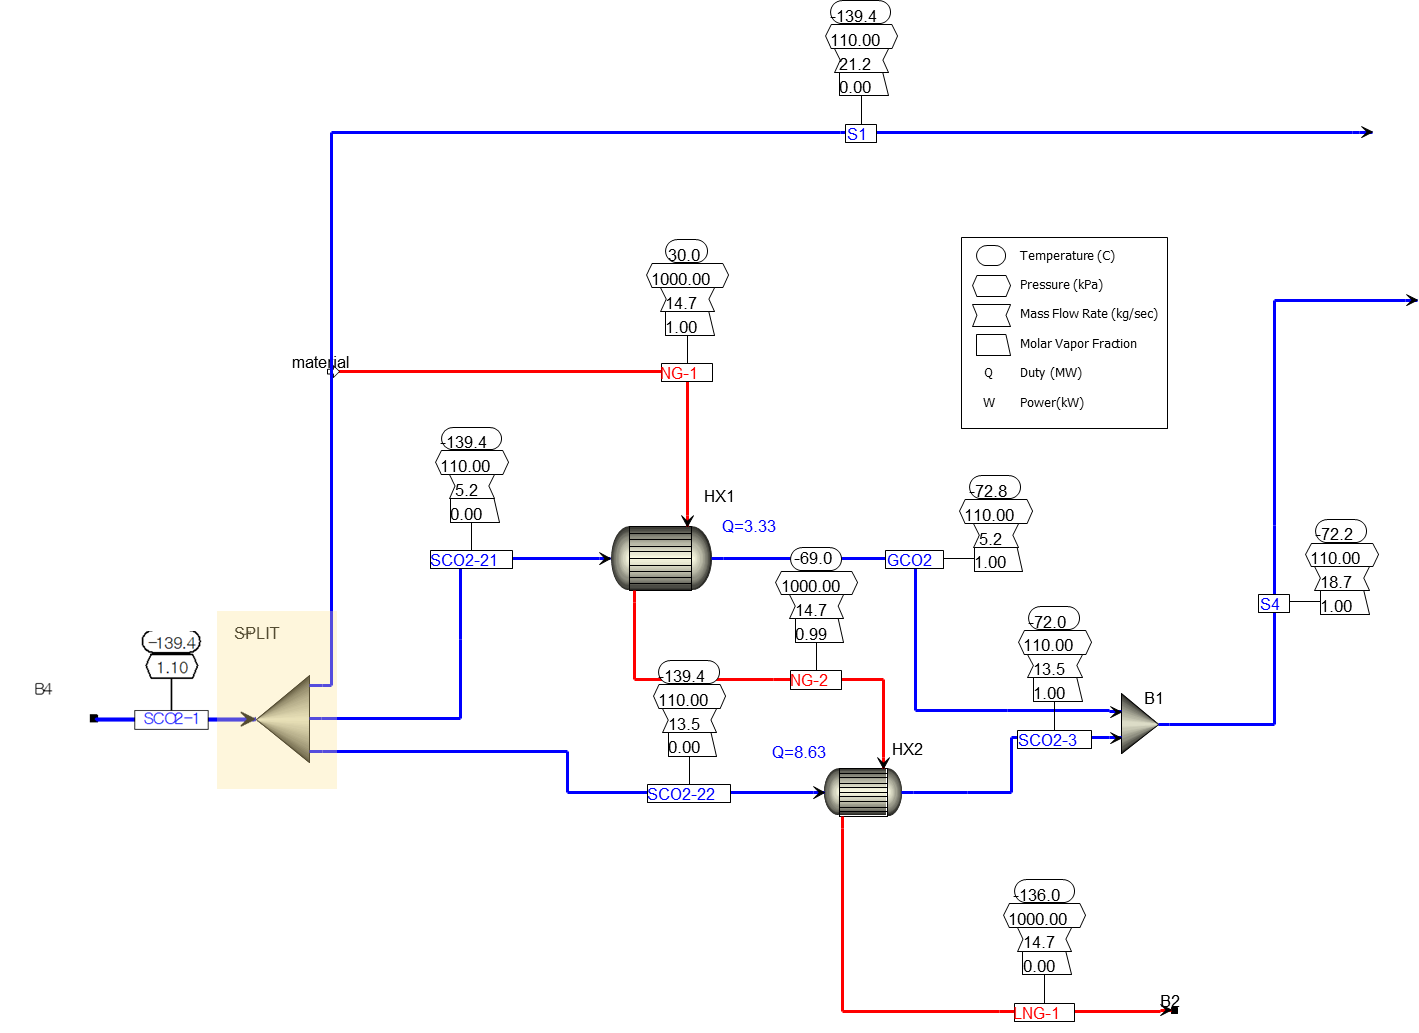 -139.4
110.00
21.2
0.00
S1
30.0
1000.00
14.7
1.00
material
NG-1
Temperature (C)
Pressure (kPa)
Mass Flow Rate (kg/sec)
Molar Vapor Fraction
Q Duty (MW)
W Power(kW)
-139.4
110.00
5.2
0.00
SCO2-21
HX1
Q=3.33
-72.8
110.00
5.2
1.00
GCO2
-69.0
1000.00
14.7
0.99
NG-2
-72.2
110.00
18.7
1.00
S4
SPLIT
-139.4
1.10
B4
SCO2-1
-139.4
110.00
13.5
0.00
SCO2-22
-72.0
110.00
13.5
1.00
SCO2-3
B1
Q=8.63
HX2
-136.0
1000.00
14.7
0.00
LNG-1
B2